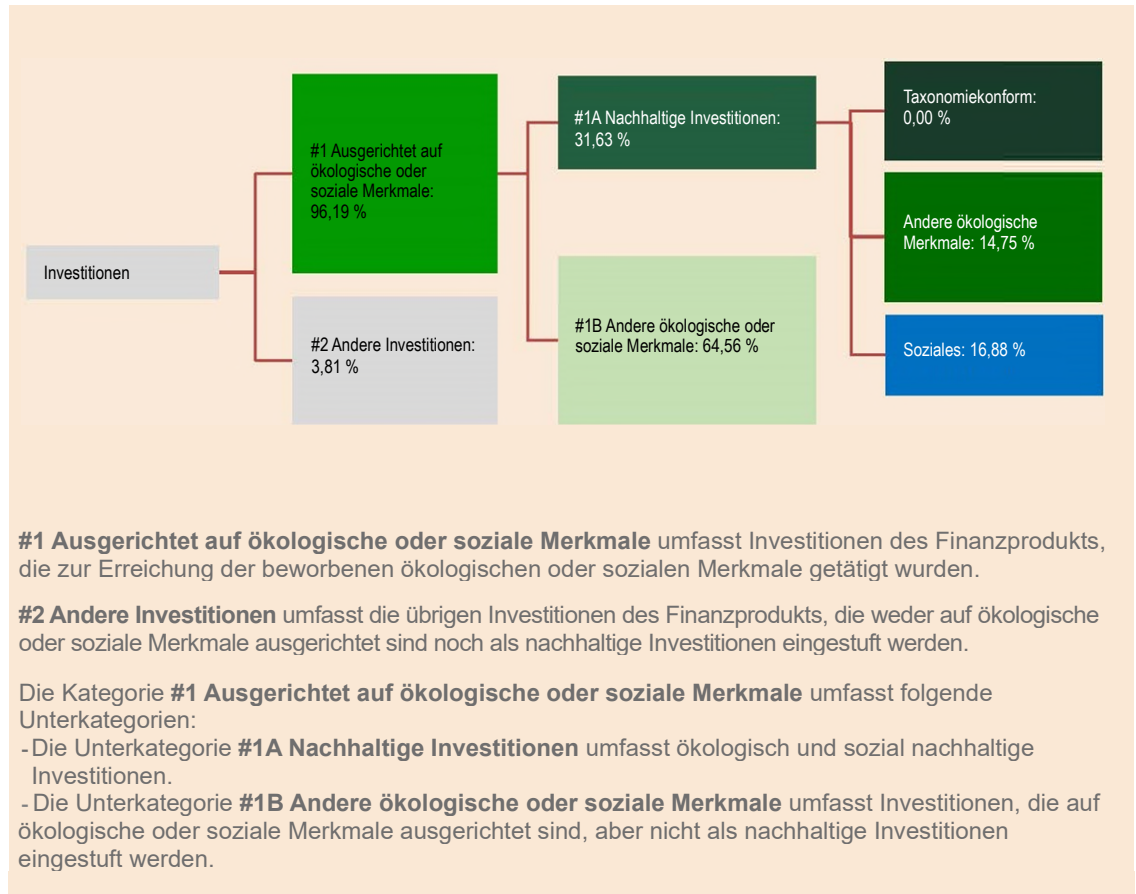 Investitionen
#1 Ausgerichtet auf
ökologische oder
soziale Merkmale:
96,19 %
#2 Andere Investitionen:
3,81 %
#1A Nachhaltige Investitionen:
31,63 %
#1B Andere ökologische oder
soziale Merkmale: 64,56 %
Taxonomiekonform:
0,00 %
Andere ökologische
Merkmale: 14,75 %
Soziales: 16,88 %
#1 Ausgerichtet auf ökologische oder soziale Merkmale umfasst Investitionen des Finanzprodukts,
die zur Erreichung der beworbenen ökologischen oder sozialen Merkmale getätigt wurden.
#2 Andere Investitionen umfasst die übrigen Investitionen des Finanzprodukts, die weder auf ökologische
oder soziale Merkmale ausgerichtet sind noch als nachhaltige Investitionen eingestuft werden.
Die Kategorie #1 Ausgerichtet auf ökologische oder soziale Merkmale umfasst folgende
Unterkategorien:
- Die Unterkategorie #1A Nachhaltige Investitionen umfasst ökologisch und sozial nachhaltige
Investitionen.
- Die Unterkategorie #1B Andere ökologische oder soziale Merkmale umfasst Investitionen, die auf
ökologische oder soziale Merkmale ausgerichtet sind, aber nicht als nachhaltige Investitionen
eingestuft werden.